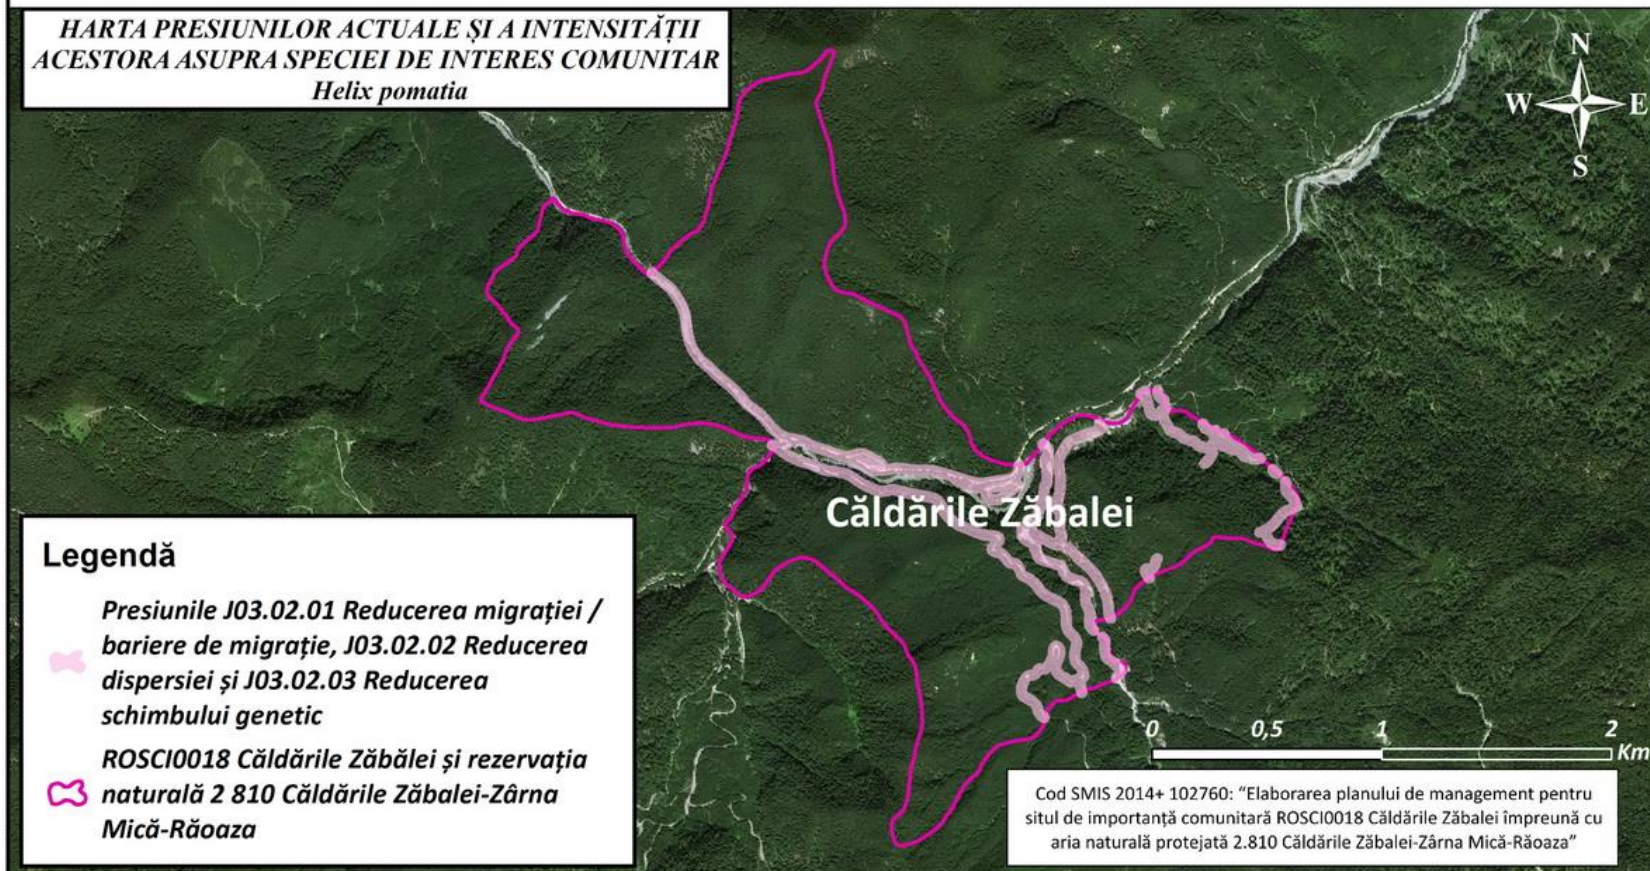 HARTA PRESIUNILOR ACTUALE ȘI A INTENSITĂȚII
ACESTORA ASUPRA SPECIEI DE INTERES COMUNITAR
Helix pomatia
N
W
E
S
Căldările Zăbalei
Legendă
Presiunile J03.02.01 Reducerea migrației /
bariere de migrație, J03.02.02 Reducerea
dispersiei și J03.02.03 Reducerea
schimbului genetic
ROSCI0018 Căldările Zăbălei și rezervația
naturală 2 810 Căldările Zăbalei-Zârna
Mică-Răoaza
0 0,5 1 2
Km
Cod SMIS 2014+ 102760: “Elaborarea planului de management pentru
situl de importanță comunitară ROSCI0018 Căldările Zăbalei împreună cu
aria naturală protejată 2.810 Căldările Zăbalei-Zârna Mică-Răoaza”